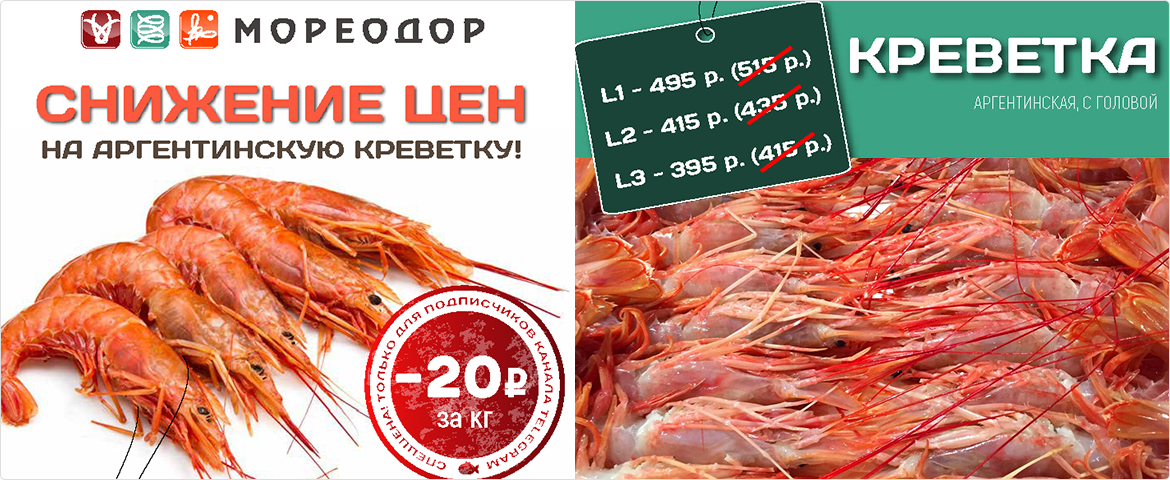 МОРЕОДОР
СНИЖЕНИЕ ЦЕН
НА АРГЕНТИНСКУЮ КРЕВЕТКУ!
СПЕЦЦЕНА! ТОЛЬКО ДЛЯ ПОДПИСЧИКОВ КАНАЛА TELEGRAM
-20₽
за кг
L1 - 495 р. (515 р.)
L2 - 415 р. (435 р.)
L3 - 395 р. (415 р.)
КРЕВЕТКА
АРГЕНТИНСКАЯ, С ГОЛОВОЙ